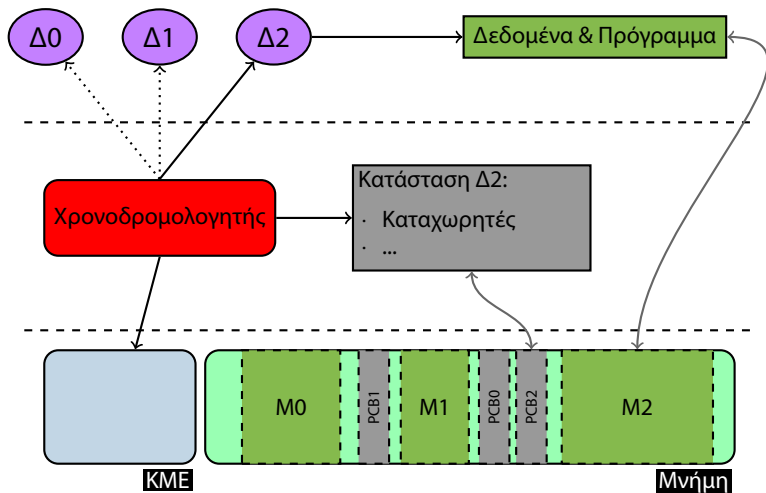 Δ0
Δ1
Δ2
Δεδομένα & Πρόγραμμα
Χρονοδρομολογητής
Κατάσταση Δ2:
· Καταχωρητές
· ...
M0
PCB1
M1
PCB0
PCB2
M2
ΚΜΕ
Μνήμη